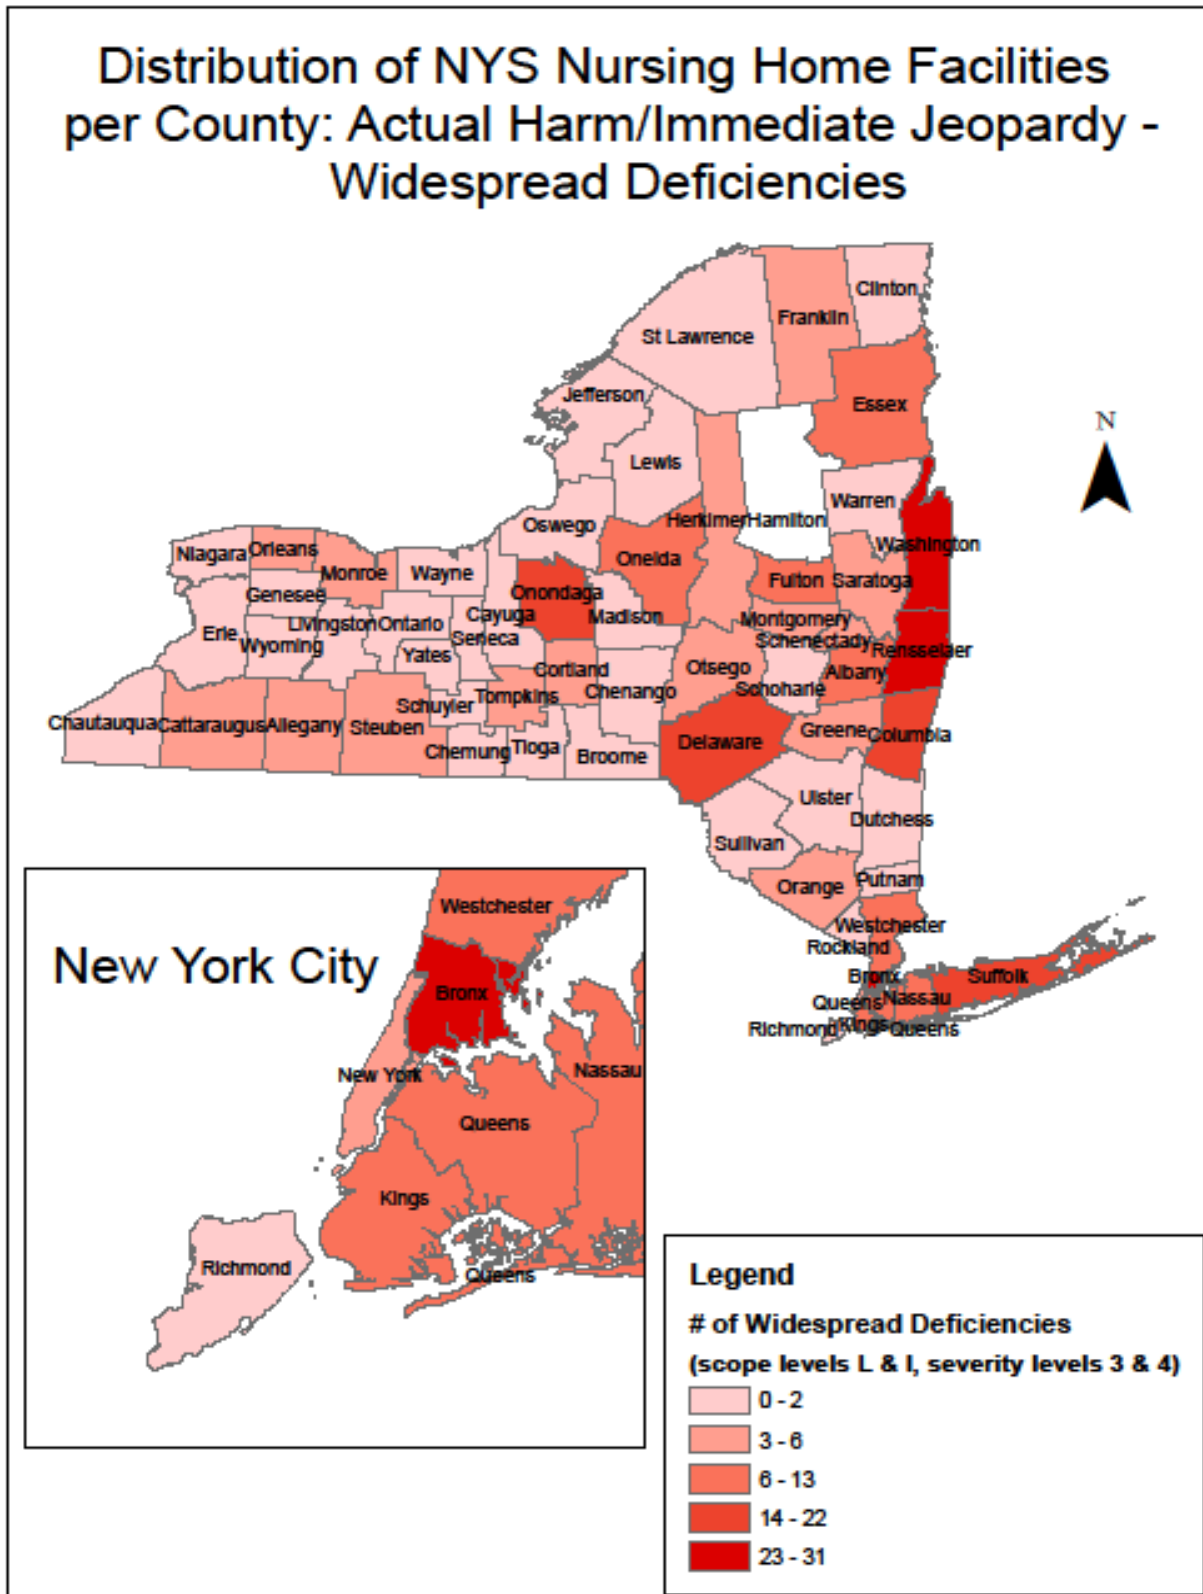 Distribution of NYS Nursing Home Facilities
per County: Actual Harm/Immediate Jeopardy -
Widespread Deficiencies
Clinton
Franklin
St Lawrence
Jefferson
Essex
N
Lewis
Warren
Oswego
Herkimer
Hamilton
Washington
Niagara
Orleans
Oneida
Monroe
Wayne
Fulton
Saratoga
Genesee
Onondaga
Cayuga
Madison
Montgomery
Erie
Livingston
Ontario
Seneca
Schenectady
Wyoming
Yates
Rensselaer
Cortland
Otsego
Albany
Tompkins
Chenango
Schoharie
Schuyler
Chautauqua
Cattaraugus
Allegany
Steuben
Greene
Columbia
Chemung
Tioga
Broome
Delaware
Ulster
Dutchess
Sullivan
Orange
Putnam
Westchester
Rockland
Bronx
Suffolk
Queens
Nassau
Richmond
Kings
Queens
New York City
Westchester
Bronx
New York
Nassau
Queens
Kings
Richmond
Queens
Legend
# of Widespread Deficiencies
(scope levels L & I, severity levels 3 & 4)
0 - 2
3 - 6
6 - 13
14 - 22
23 - 31